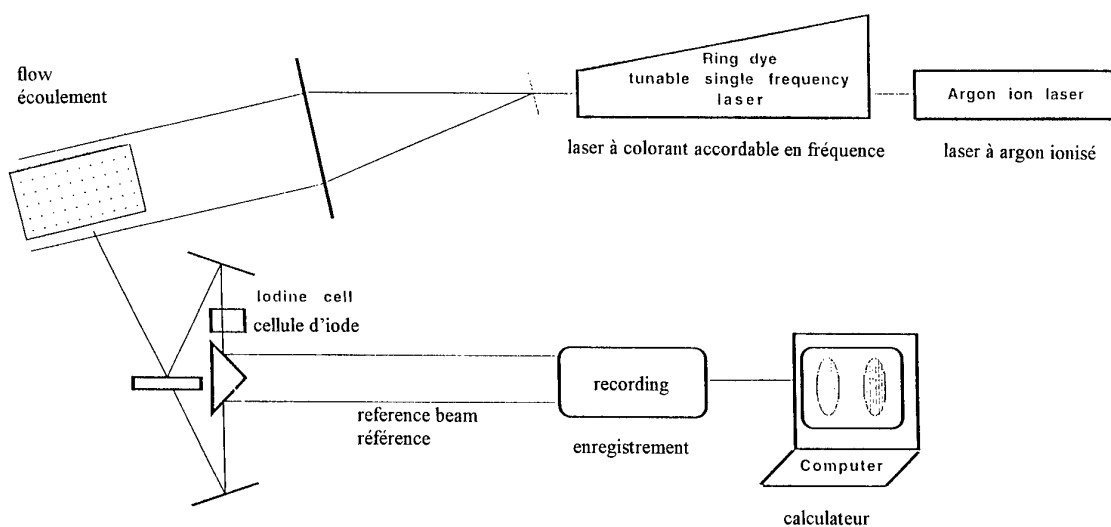 flow
écoulement
Ring dye
tunable single frequency
laser
Argon ion laser
laser à colorant accordable en fréquence
laser à argon ionisé
Iodine cell
cellule d'iode
recording
reference beam
référence
enregistrement
Computer
calculateur